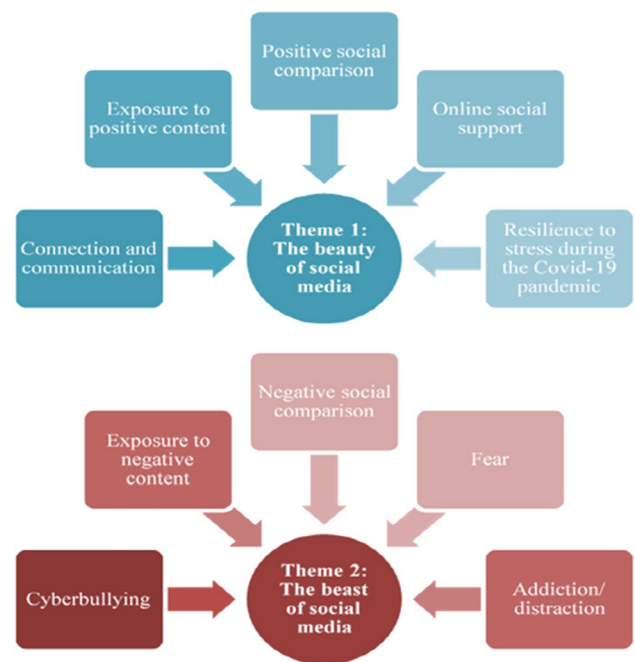 Positive social
comparison
Exposure to
positive content
Online social
support
Connection and
communication
Theme 1:
The beauty
of social
media
Resilience to
stress during
the Covid-19
pandemic
Negative social
comparison
Exposure to
negative
content
Fear
Cyberbullying
Theme 2:
The beast
of social
media
Addiction/
distraction